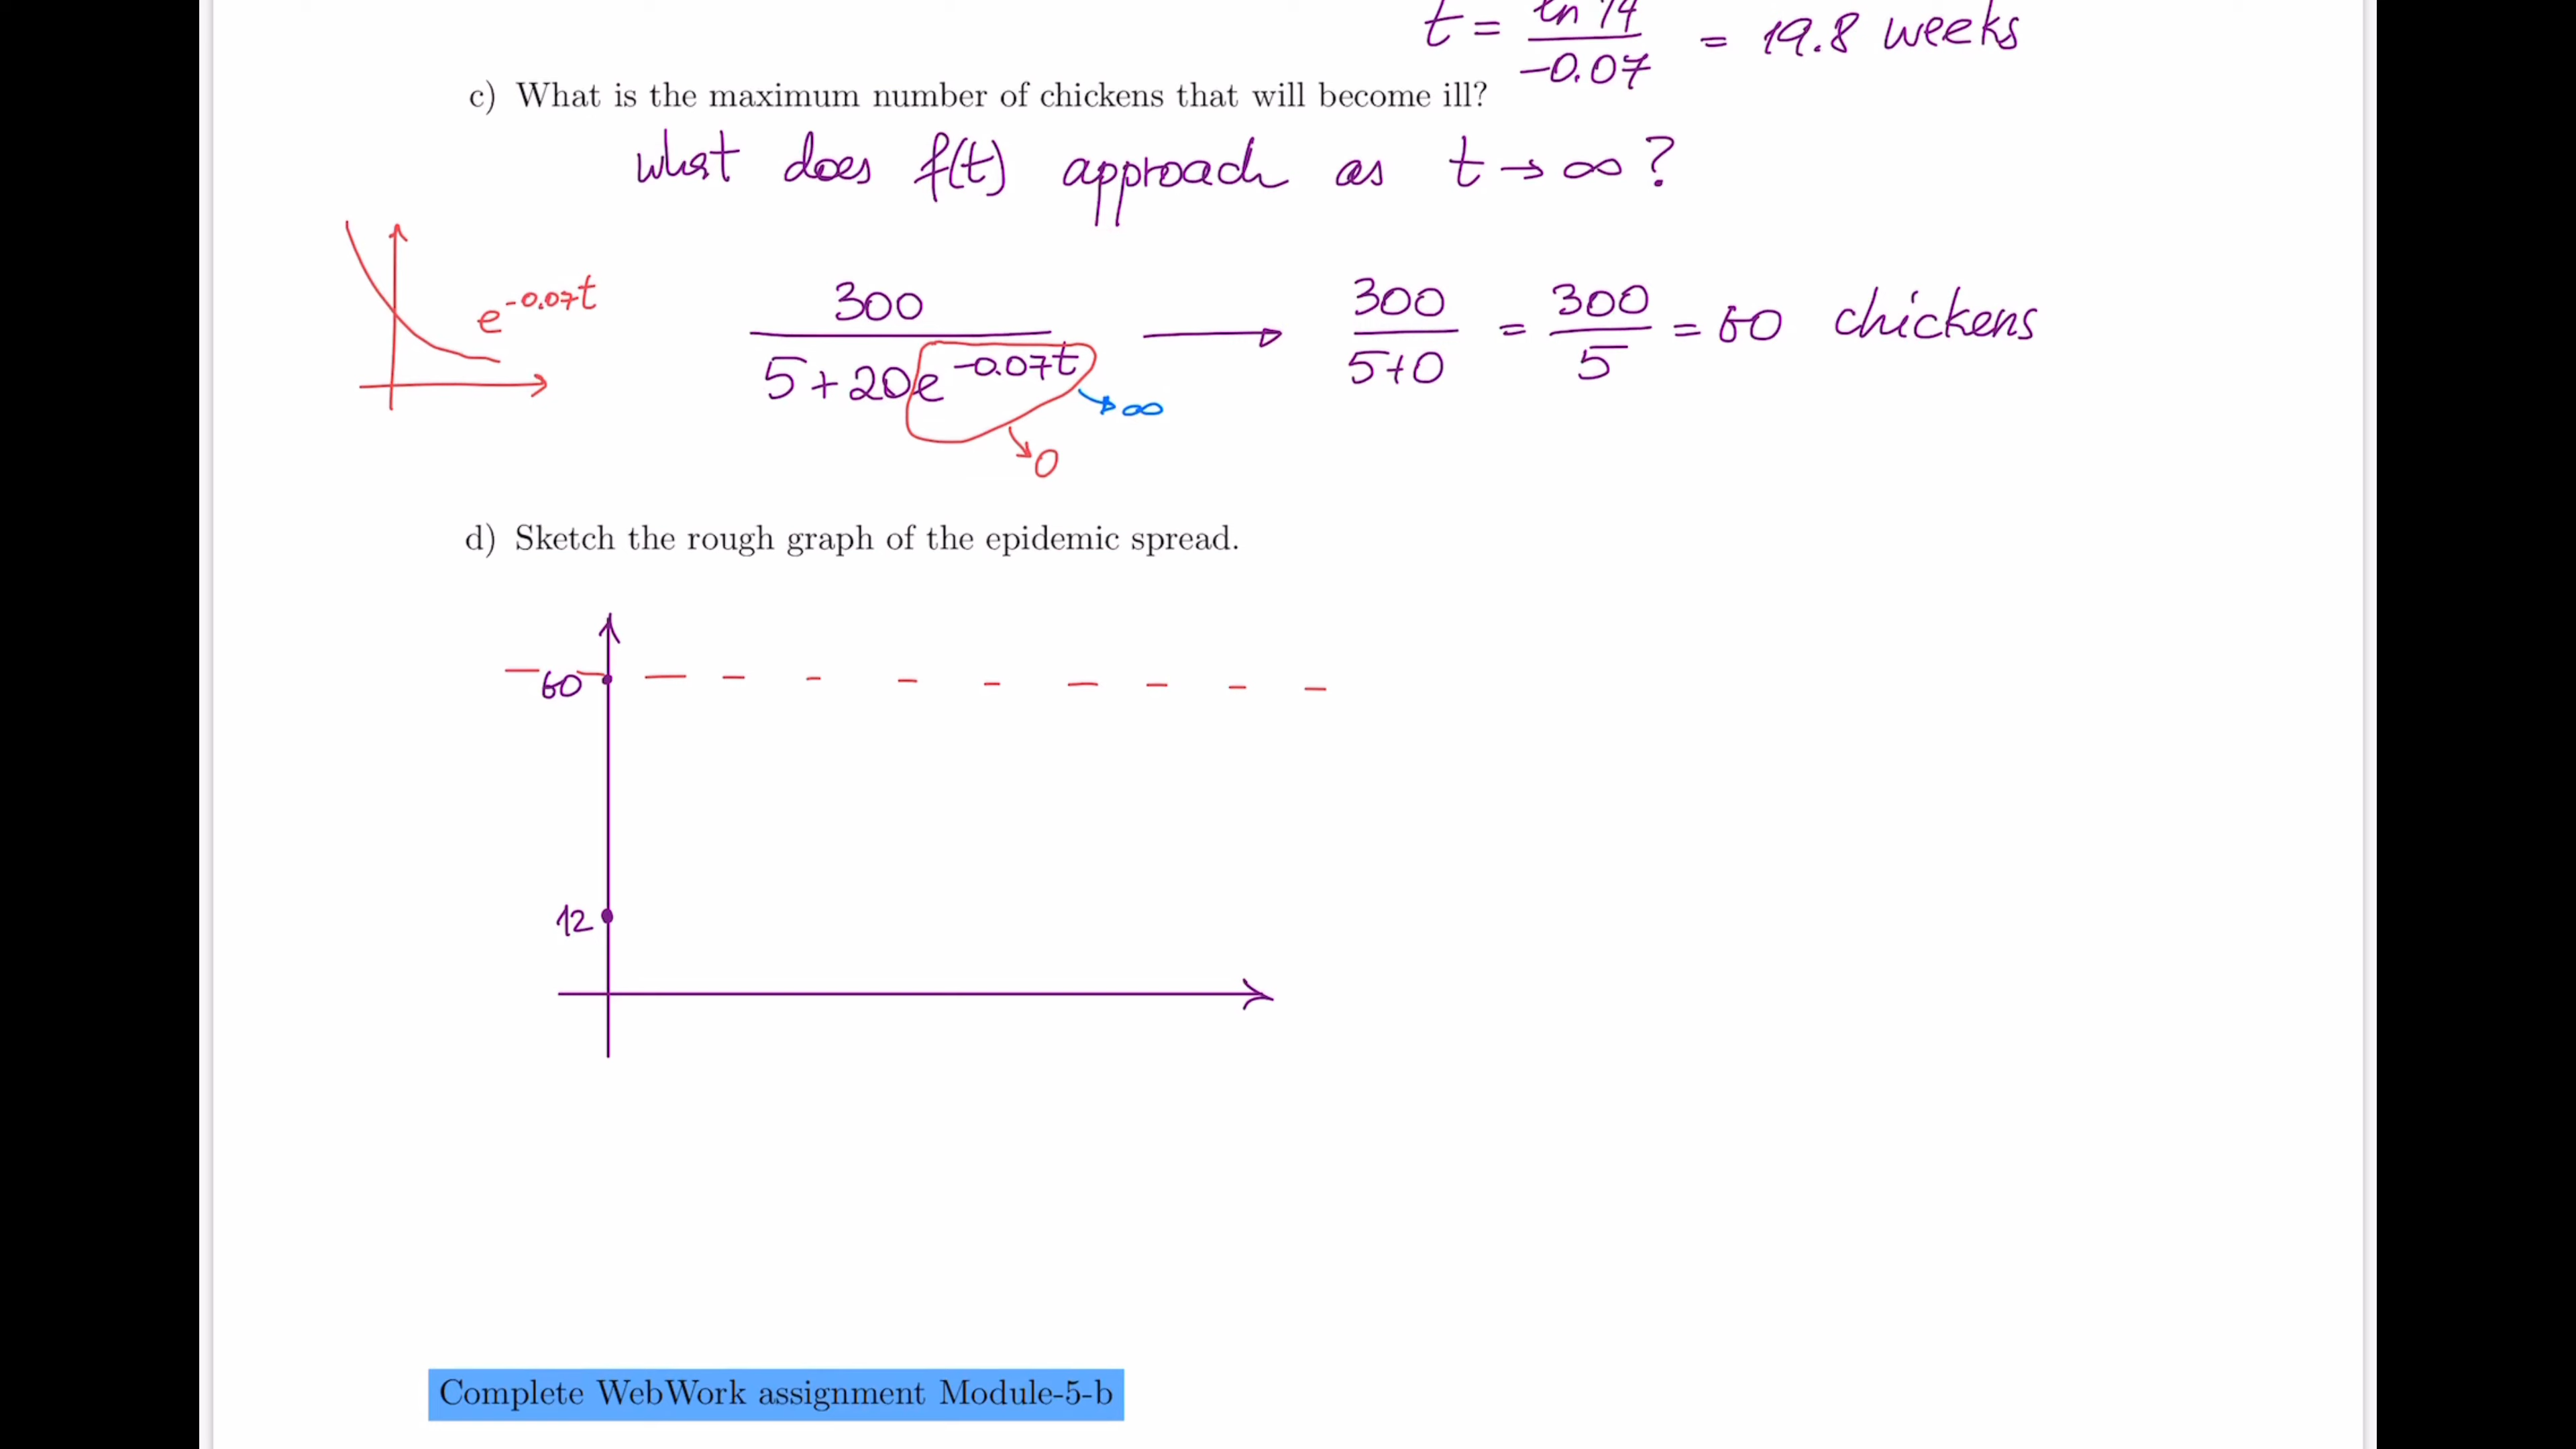 t = ln 1/4 / -0.07 = 19.8 weeks
c) What is the maximum number of chickens that will become ill?
what does f(t) approach as t → ∞ ?
e^-0.07t
300 / 5+20e^-0.07t → 300 / 5+0 = 300 / 5 = 60 chickens
→ ∞
→ 0
d) Sketch the rough graph of the epidemic spread.
60
12
Complete WebWork assignment Module-5-b